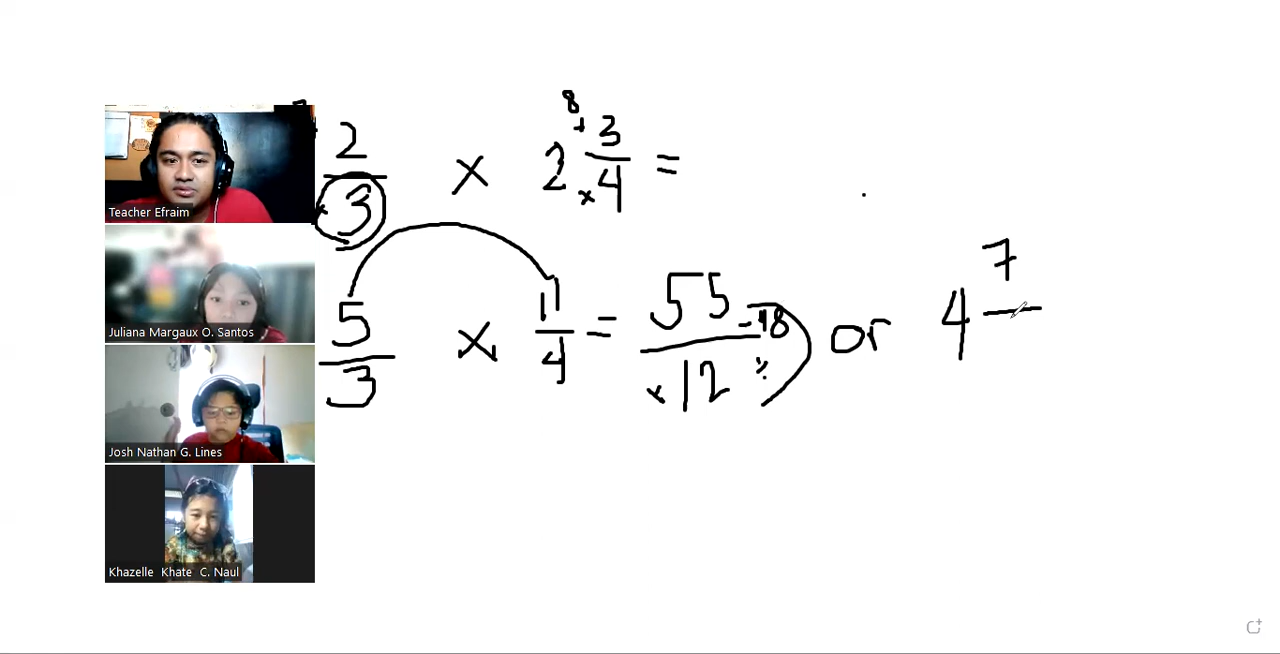 8
+
2/3 × 2 3/4 =
×
5/3 × 11/4 = 55/12 or 4 7/
-48
×
Teacher Efraim
Juliana Margaux O. Santos
Josh Nathan G. Lines
Khazelle Khate C. Naul